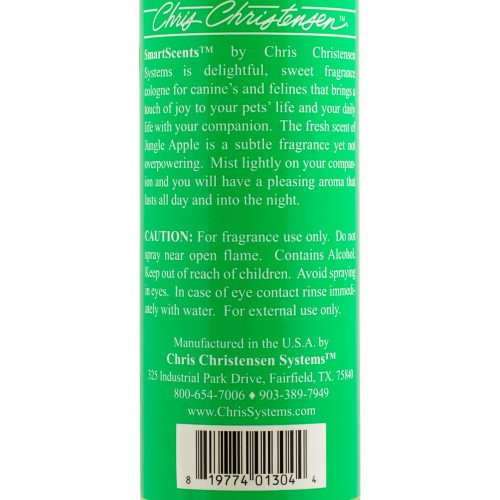 Chris Christensen™
SmartScents™ by Chris Christensen
Systems is delightful, sweet fragrance
cologne for canine's and felines that brings a
touch of joy to your pets' life and your daily
life with your companion. The fresh scent of
Jungle Apple is a subtle fragrance yet not
overpowering. Mist lightly on your compan-
ion and you will have a pleasing aroma that
lasts all day and into the night.
CAUTION: For fragrance use only. Do not
spray near open flame. Contains Alcohol.
Keep out of reach of children. Avoid spraying
in eyes. In case of eye contact rinse immedi-
ately with water. For external use only.
Manufactured in the U.S.A. by
Chris Christensen Systems™
325 Industrial Park Drive, Fairfield, TX. 75840
800-654-7006 ♦ 903-389-7949
www.ChrisSystems.com
8 19774 01304 4